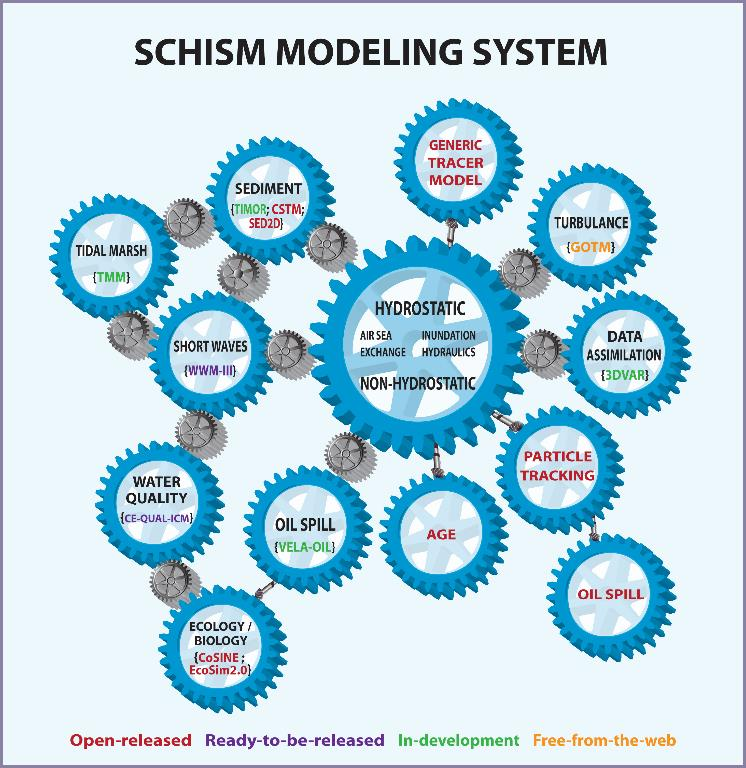 SCHISM MODELING SYSTEM
GENERIC
TRACER
MODEL
SEDIMENT
{TIMOR; CSTM;
SED2D}
TURBULANCE
{GOTM}
TIDAL MARSH
{TMM}
HYDROSTATIC
AIR SEA
EXCHANGE
INUNDATION
HYDRAULICS
NON-HYDROSTATIC
SHORT WAVES
{WWM-III}
DATA
ASSIMILATION
{3DVAR}
PARTICLE
TRACKING
WATER
QUALITY
{CE-QUAL-ICM}
OIL SPILL
{VELA-OIL}
AGE
OIL SPILL
ECOLOGY /
BIOLOGY
{CoSINE ;
EcoSim2.0}
Open-released Ready-to-be-released In-development Free-from-the-web